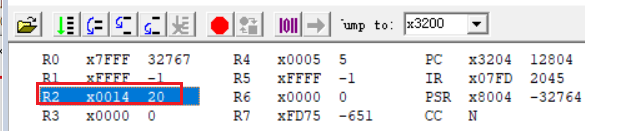 Jump to: x3200
R0 x7FFF 32767 R4 x0005 5 PC x3204 12804
R1 xFFFF -1 R5 xFFFF -1 IR x07FD 2045
R2 x0014 20 R6 x0000 0 PSR x8004 -32764
R3 x0000 0 R7 xFD75 -651 CC N